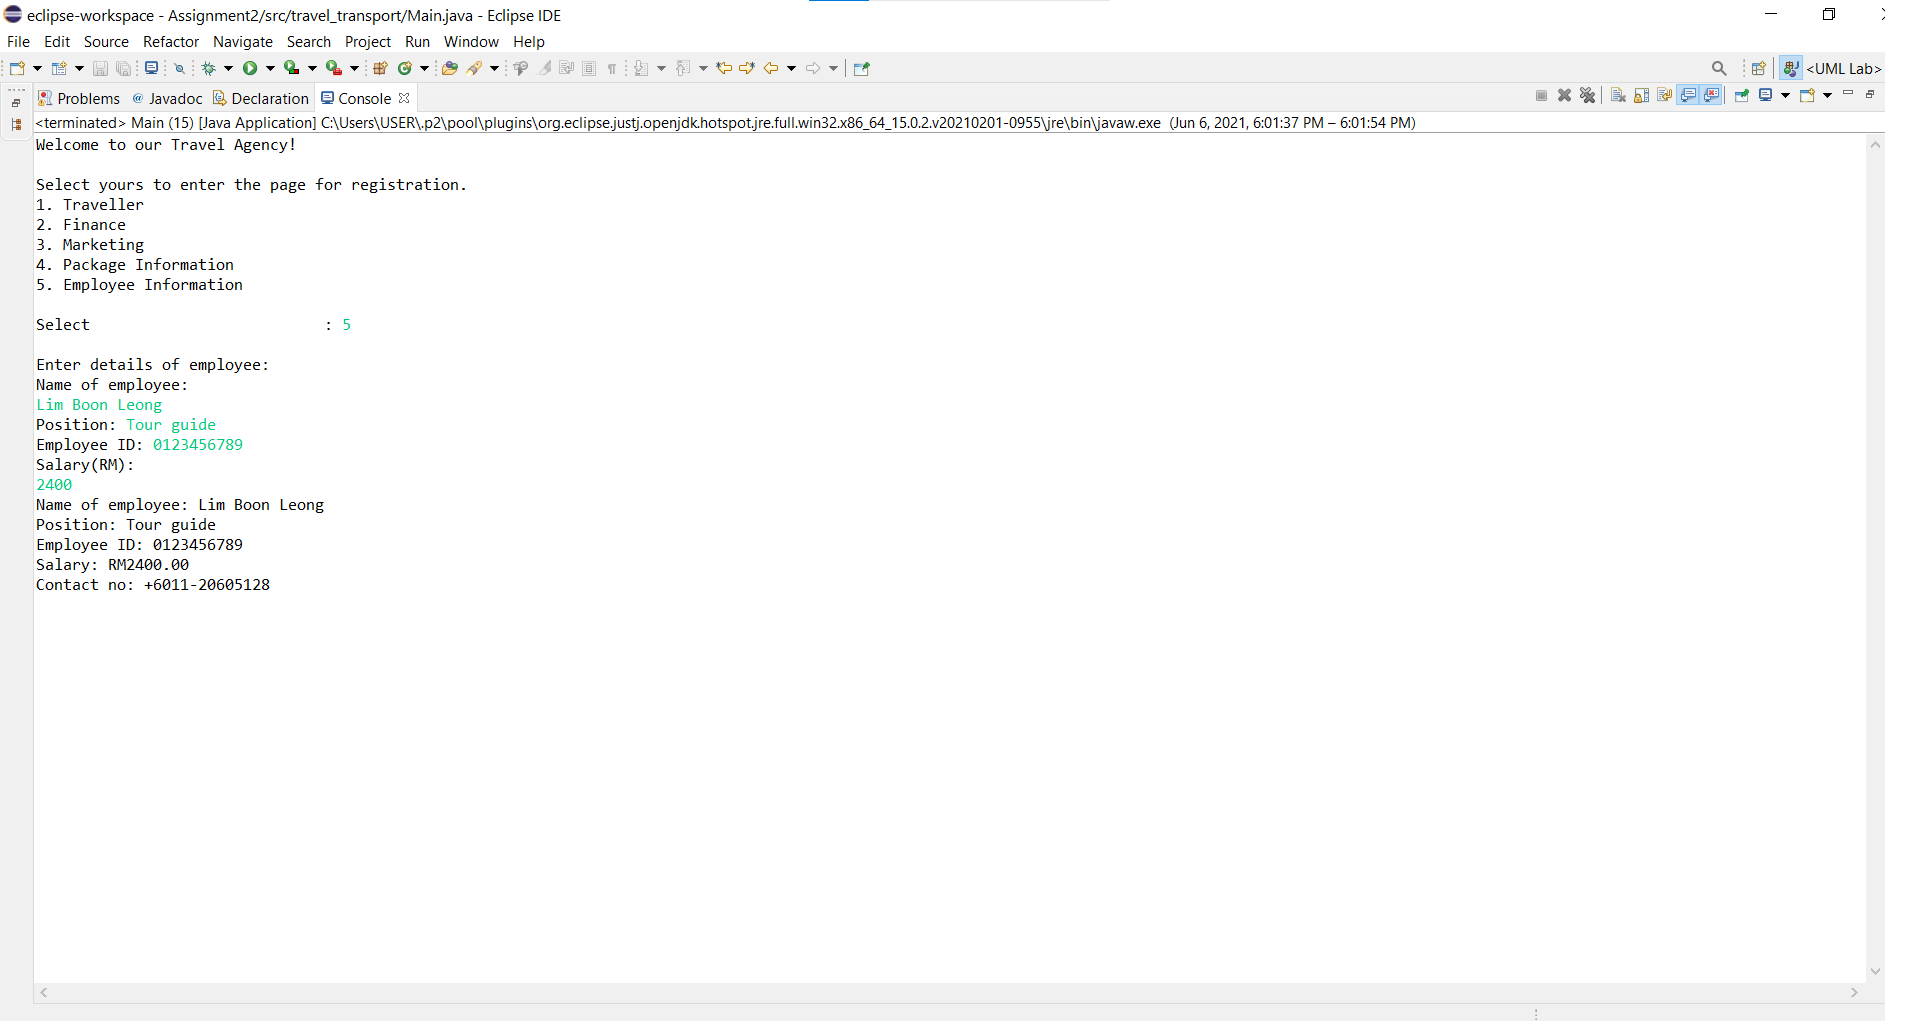 eclipse-workspace - Assignment2/src/travel_transport/Main.java - Eclipse IDE
File Edit Source Refactor Navigate Search Project Run Window Help
<UML Lab>
Problems @ Javadoc Declaration Console
<terminated> Main (15) [Java Application] C:\Users\USER\.p2\pool\plugins\org.eclipse.justj.openjdk.hotspot.jre.full.win32.x86_64_15.0.2.v20210201-0955\jre\bin\javaw.exe (Jun 6, 2021, 6:01:37 PM – 6:01:54 PM)
Welcome to our Travel Agency!
Select yours to enter the page for registration.
1. Traveller
2. Finance
3. Marketing
4. Package Information
5. Employee Information
Select : 5
Enter details of employee:
Name of employee:
Lim Boon Leong
Position: Tour guide
Employee ID: 0123456789
Salary(RM):
2400
Name of employee: Lim Boon Leong
Position: Tour guide
Employee ID: 0123456789
Salary: RM2400.00
Contact no: +6011-20605128